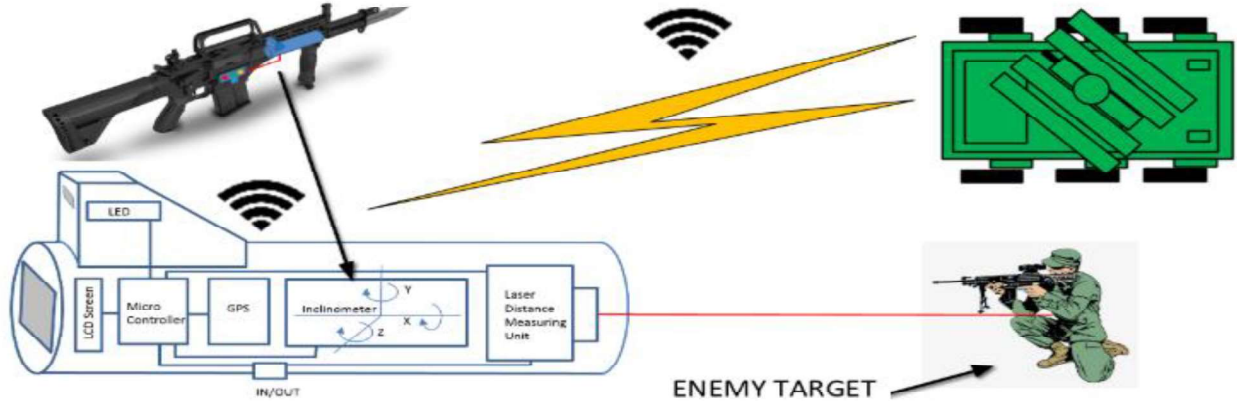 LED
LCD Screen
Micro
Controller
GPS
Inclinometer
Y
X
Z
Laser
Distance
Measuring
Unit
IN/OUT
ENEMY TARGET